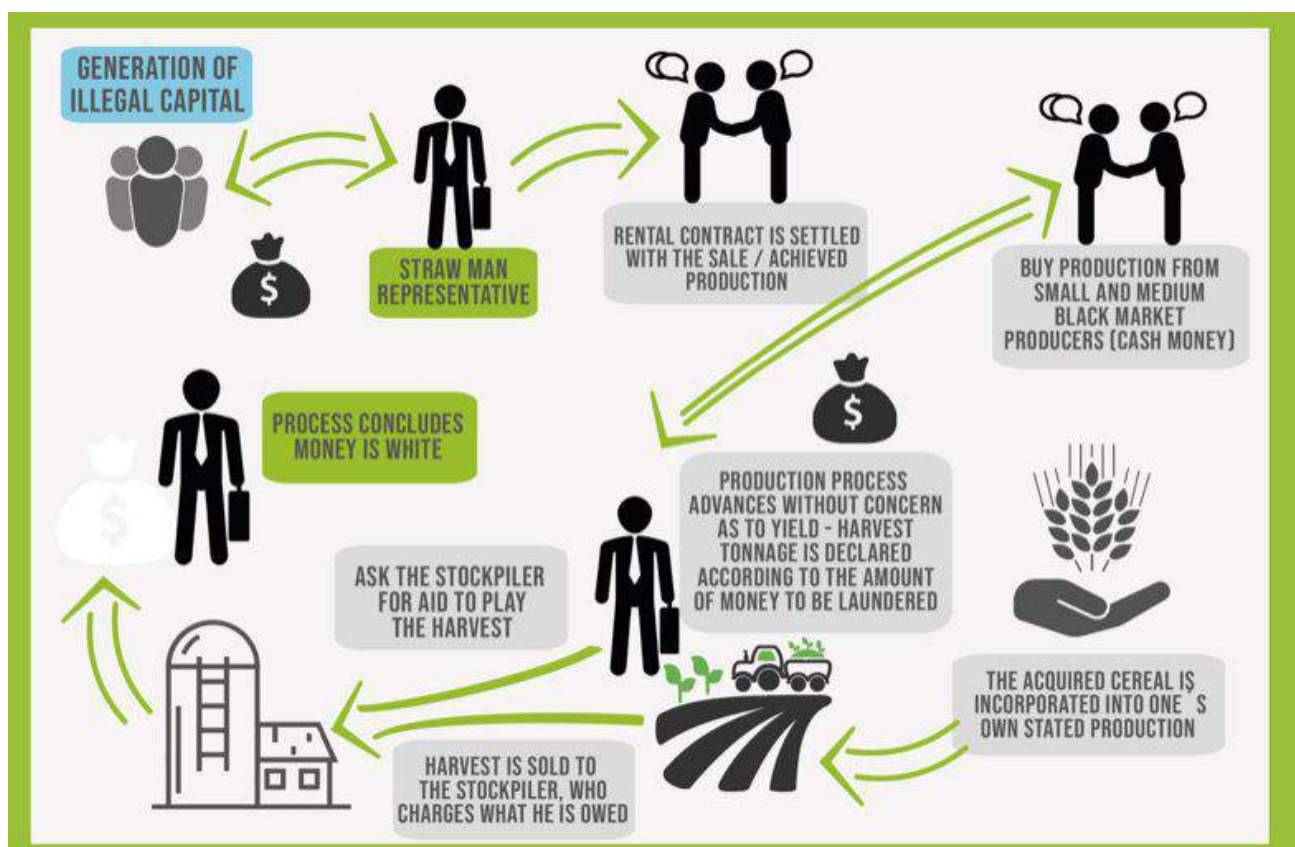 GENERATION OF
ILLEGAL CAPITAL
$
STRAW MAN
REPRESENTATIVE
RENTAL CONTRACT IS SETTLED
WITH THE SALE / ACHIEVED
PRODUCTION
BUY PRODUCTION FROM
SMALL AND MEDIUM
BLACK MARKET
PRODUCERS (CASH MONEY)
$
PRODUCTION PROCESS
ADVANCES WITHOUT CONCERN
AS TO YIELD - HARVEST
TONNAGE IS DECLARED
ACCORDING TO THE AMOUNT
OF MONEY TO BE LAUNDERED
THE ACQUIRED CEREAL IŞ
INCORPORATED INTO ONE S
OWN STATED PRODUCTION
ASK THE STOCKPILER
FOR AID TO PLAY
THE HARVEST
HARVEST IS SOLD TO
THE STOCKPILER, WHO
CHARGES WHAT HE IS OWED
PROCESS CONCLUDES
MONEY IS WHITE
$